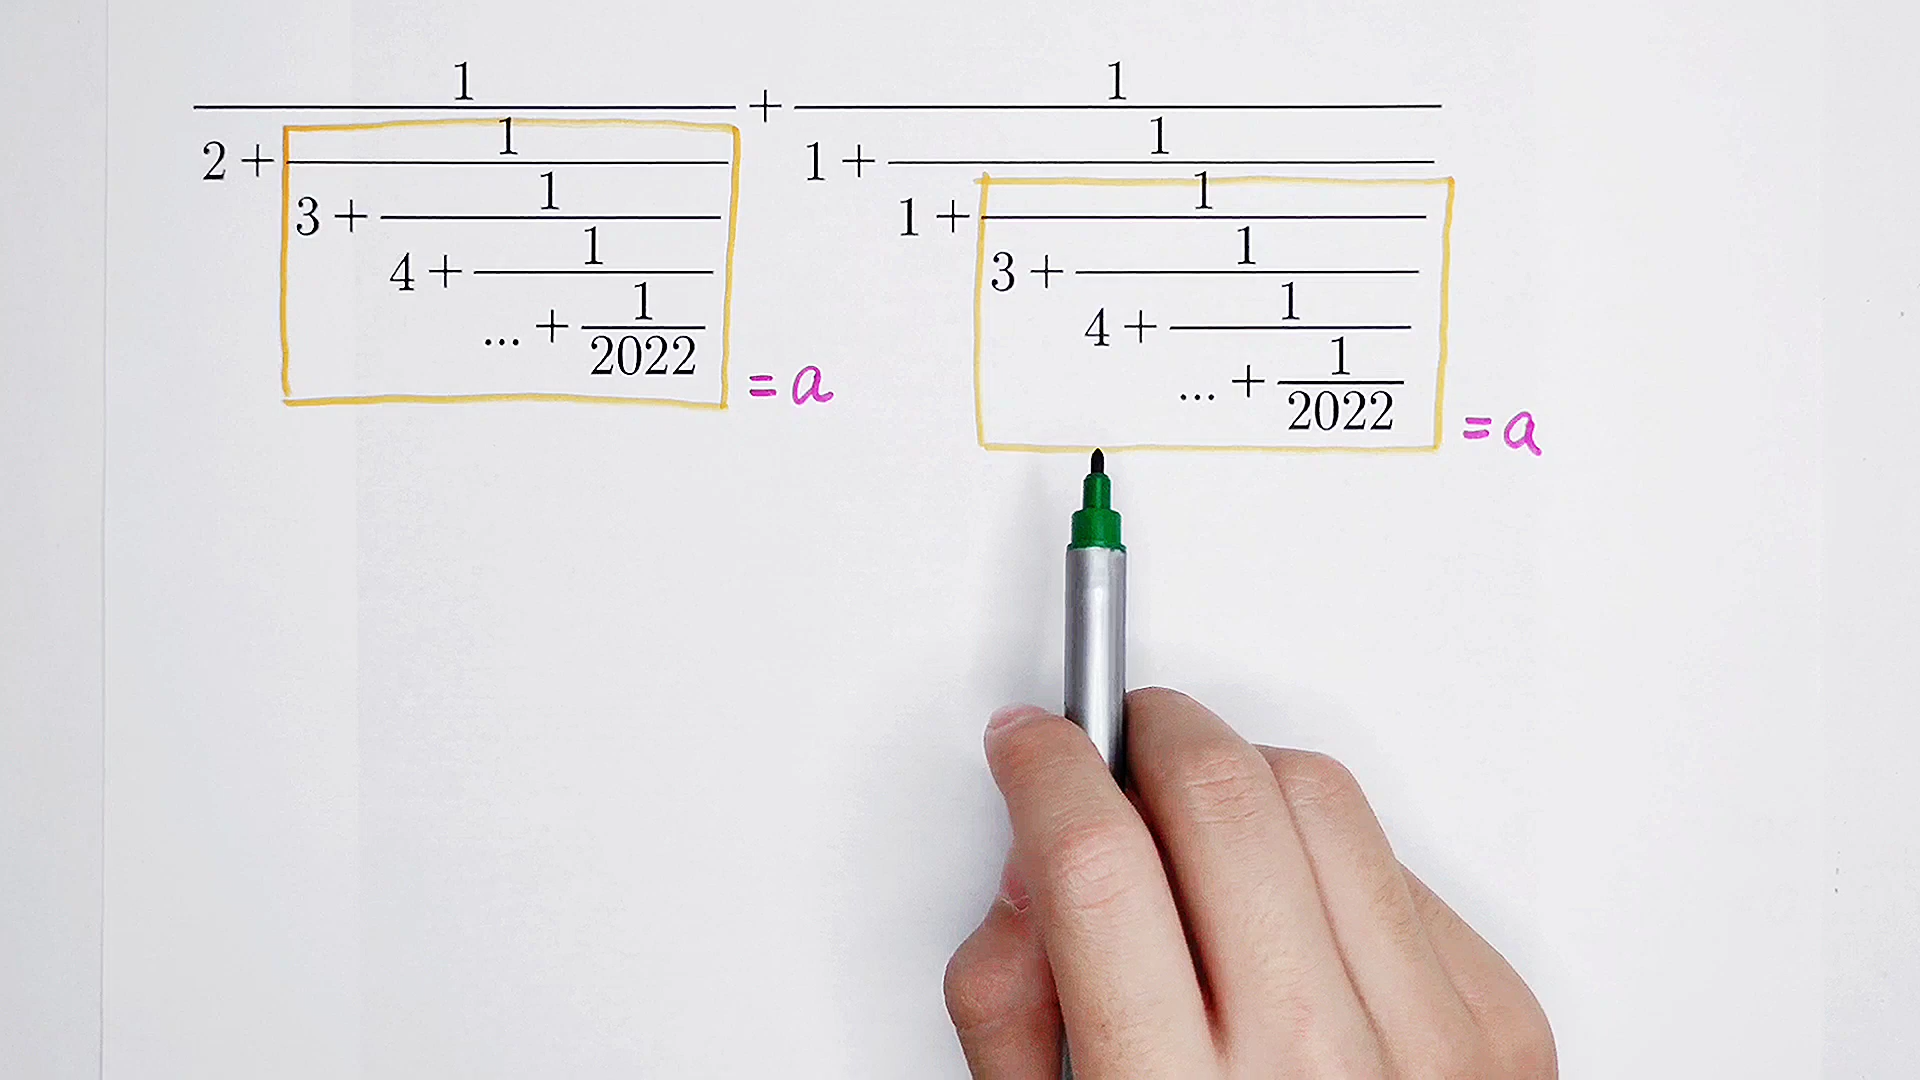 1 + 1
2 + 1 1 + 1
3 + 1 1 + 1
4 + 1 3 + 1
... + 1 4 + 1
2022 ... + 1
= a 2022
= a